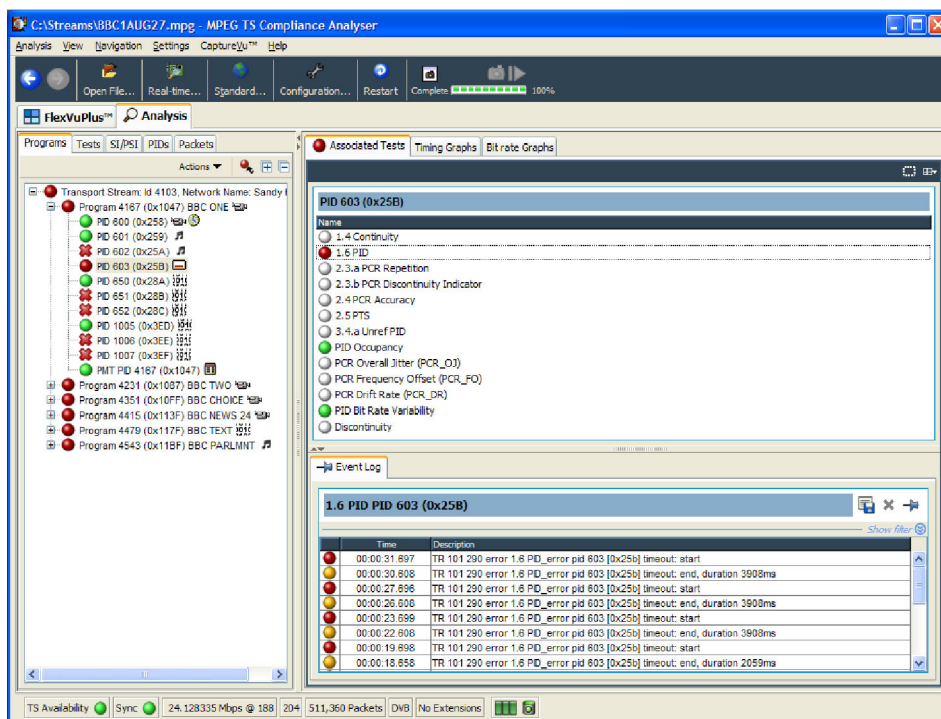 C:\Streams\BBC1AUG27.mpg - MPEG TS Compliance Analyser
Analysis View Navigation Settings CaptureVu™ Help
Open File... Real-time... Standard... Configuration... Restart Complete 100%
FlexVuPlus™ Analysis
Programs Tests SI/PSI PIDs Packets
Actions
Transport Stream: Id 4103, Network Name: Sandy
Program 4167 (0x1047) BBC ONE
PID 600 (0x258)
PID 601 (0x259)
PID 602 (0x25A)
PID 603 (0x25B)
PID 650 (0x28A)
PID 651 (0x28B)
PID 652 (0x28C)
PID 1005 (0x3ED)
PID 1006 (0x3EE)
PID 1007 (0x3EF)
PMT PID 4167 (0x1047)
Program 4231 (0x1087) BBC TWO
Program 4351 (0x10FF) BBC CHOICE
Program 4415 (0x113F) BBC NEWS 24
Program 4479 (0x117F) BBC TEXT
Program 4543 (0x11BF) BBC PARLMNT
Associated Tests Timing Graphs Bit rate Graphs
PID 603 (0x25B)
Name
1.4 Continuity
1.6 PID
2.3.a PCR Repetition
2.3.b PCR Discontinuity Indicator
2.4 PCR Accuracy
2.5 PTS
3.4.a Unref PID
PID Occupancy
PCR Overall Jitter (PCR_OJ)
PCR Frequency Offset (PCR_FO)
PCR Drift Rate (PCR_DR)
PID Bit Rate Variability
Discontinuity
Event Log
1.6 PID PID 603 (0x25B)
Show filter
Time Description
00:00:31.697 TR 101 290 error 1.6 PID_error pid 603 [0x25b] timeout: start
00:00:30.608 TR 101 290 error 1.6 PID_error pid 603 [0x25b] timeout: end, duration 3908ms
00:00:27.696 TR 101 290 error 1.6 PID_error pid 603 [0x25b] timeout: start
00:00:26.608 TR 101 290 error 1.6 PID_error pid 603 [0x25b] timeout: end, duration 3908ms
00:00:23.699 TR 101 290 error 1.6 PID_error pid 603 [0x25b] timeout: start
00:00:22.608 TR 101 290 error 1.6 PID_error pid 603 [0x25b] timeout: end, duration 3908ms
00:00:19.698 TR 101 290 error 1.6 PID_error pid 603 [0x25b] timeout: start
00:00:18.658 TR 101 290 error 1.6 PID_error pid 603 [0x25b] timeout: end, duration 2059ms
TS Availability Sync 24.128335 Mbps @ 188 204 511,360 Packets DVB No Extensions